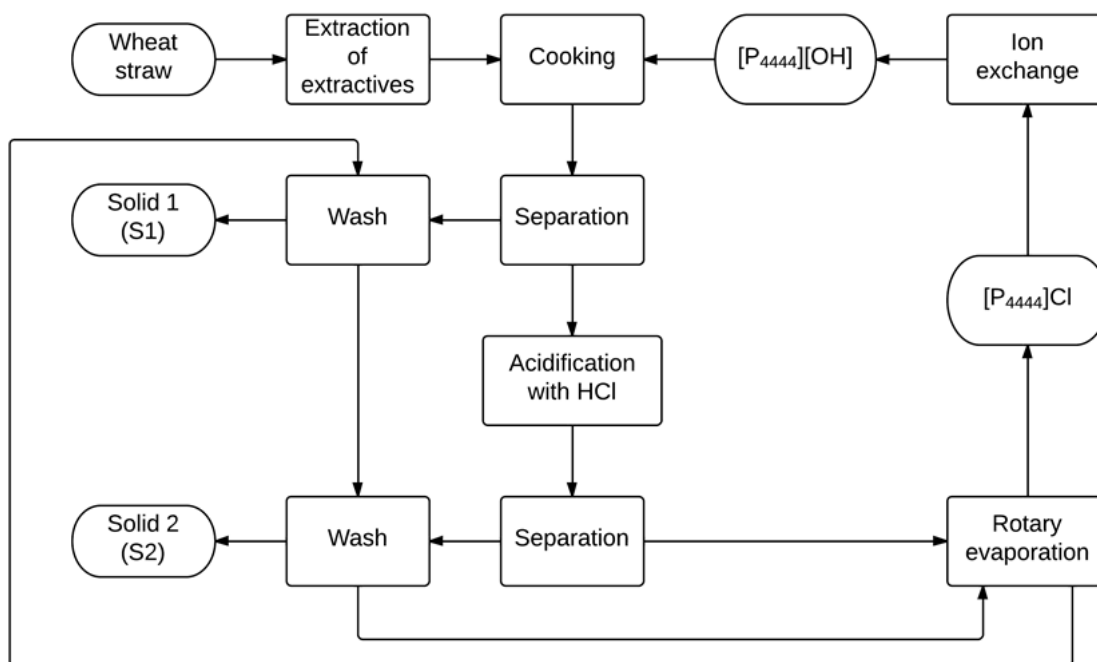 Wheat
straw
Extraction
of
extractives
Cooking
[P₄₄₄₄][OH]
Ion
exchange
Solid 1
(S1)
Wash
Separation
[P₄₄₄₄]Cl
Acidification
with HCl
Solid 2
(S2)
Wash
Separation
Rotary
evaporation